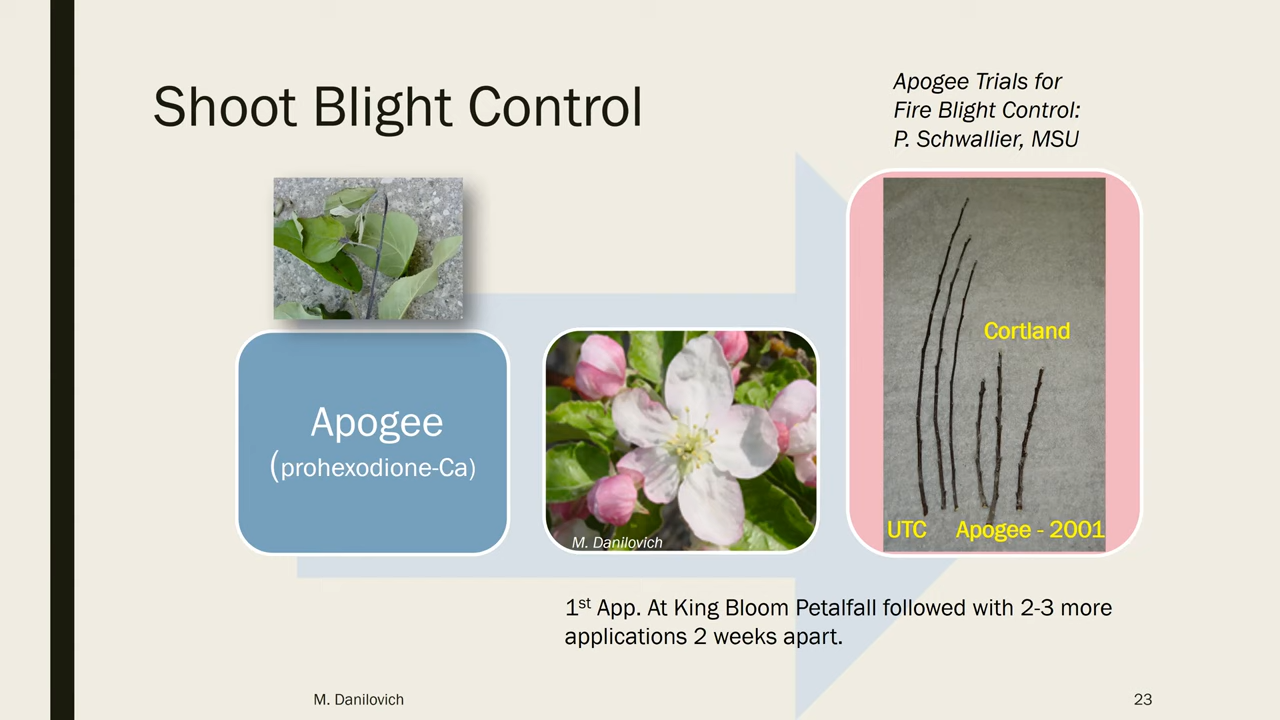 Shoot Blight Control
Apogee Trials for
Fire Blight Control:
P. Schwallier, MSU
Apogee
(prohexodione-Ca)
M. Danilovich
Cortland
UTC Apogee - 2001
1st App. At King Bloom Petalfall followed with 2-3 more
applications 2 weeks apart.
M. Danilovich
23